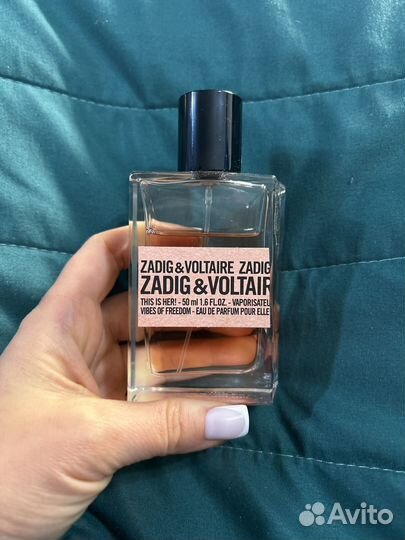 ZADIG&VOLTAIRE ZADIG
ZADIG & VOLTAIR
THIS IS HER! - 50 ml 1.6 FL.OZ. - VAPORISATEU
VIBES OF FREEDOM - EAU DE PARFUM POUR ELLE
Avito